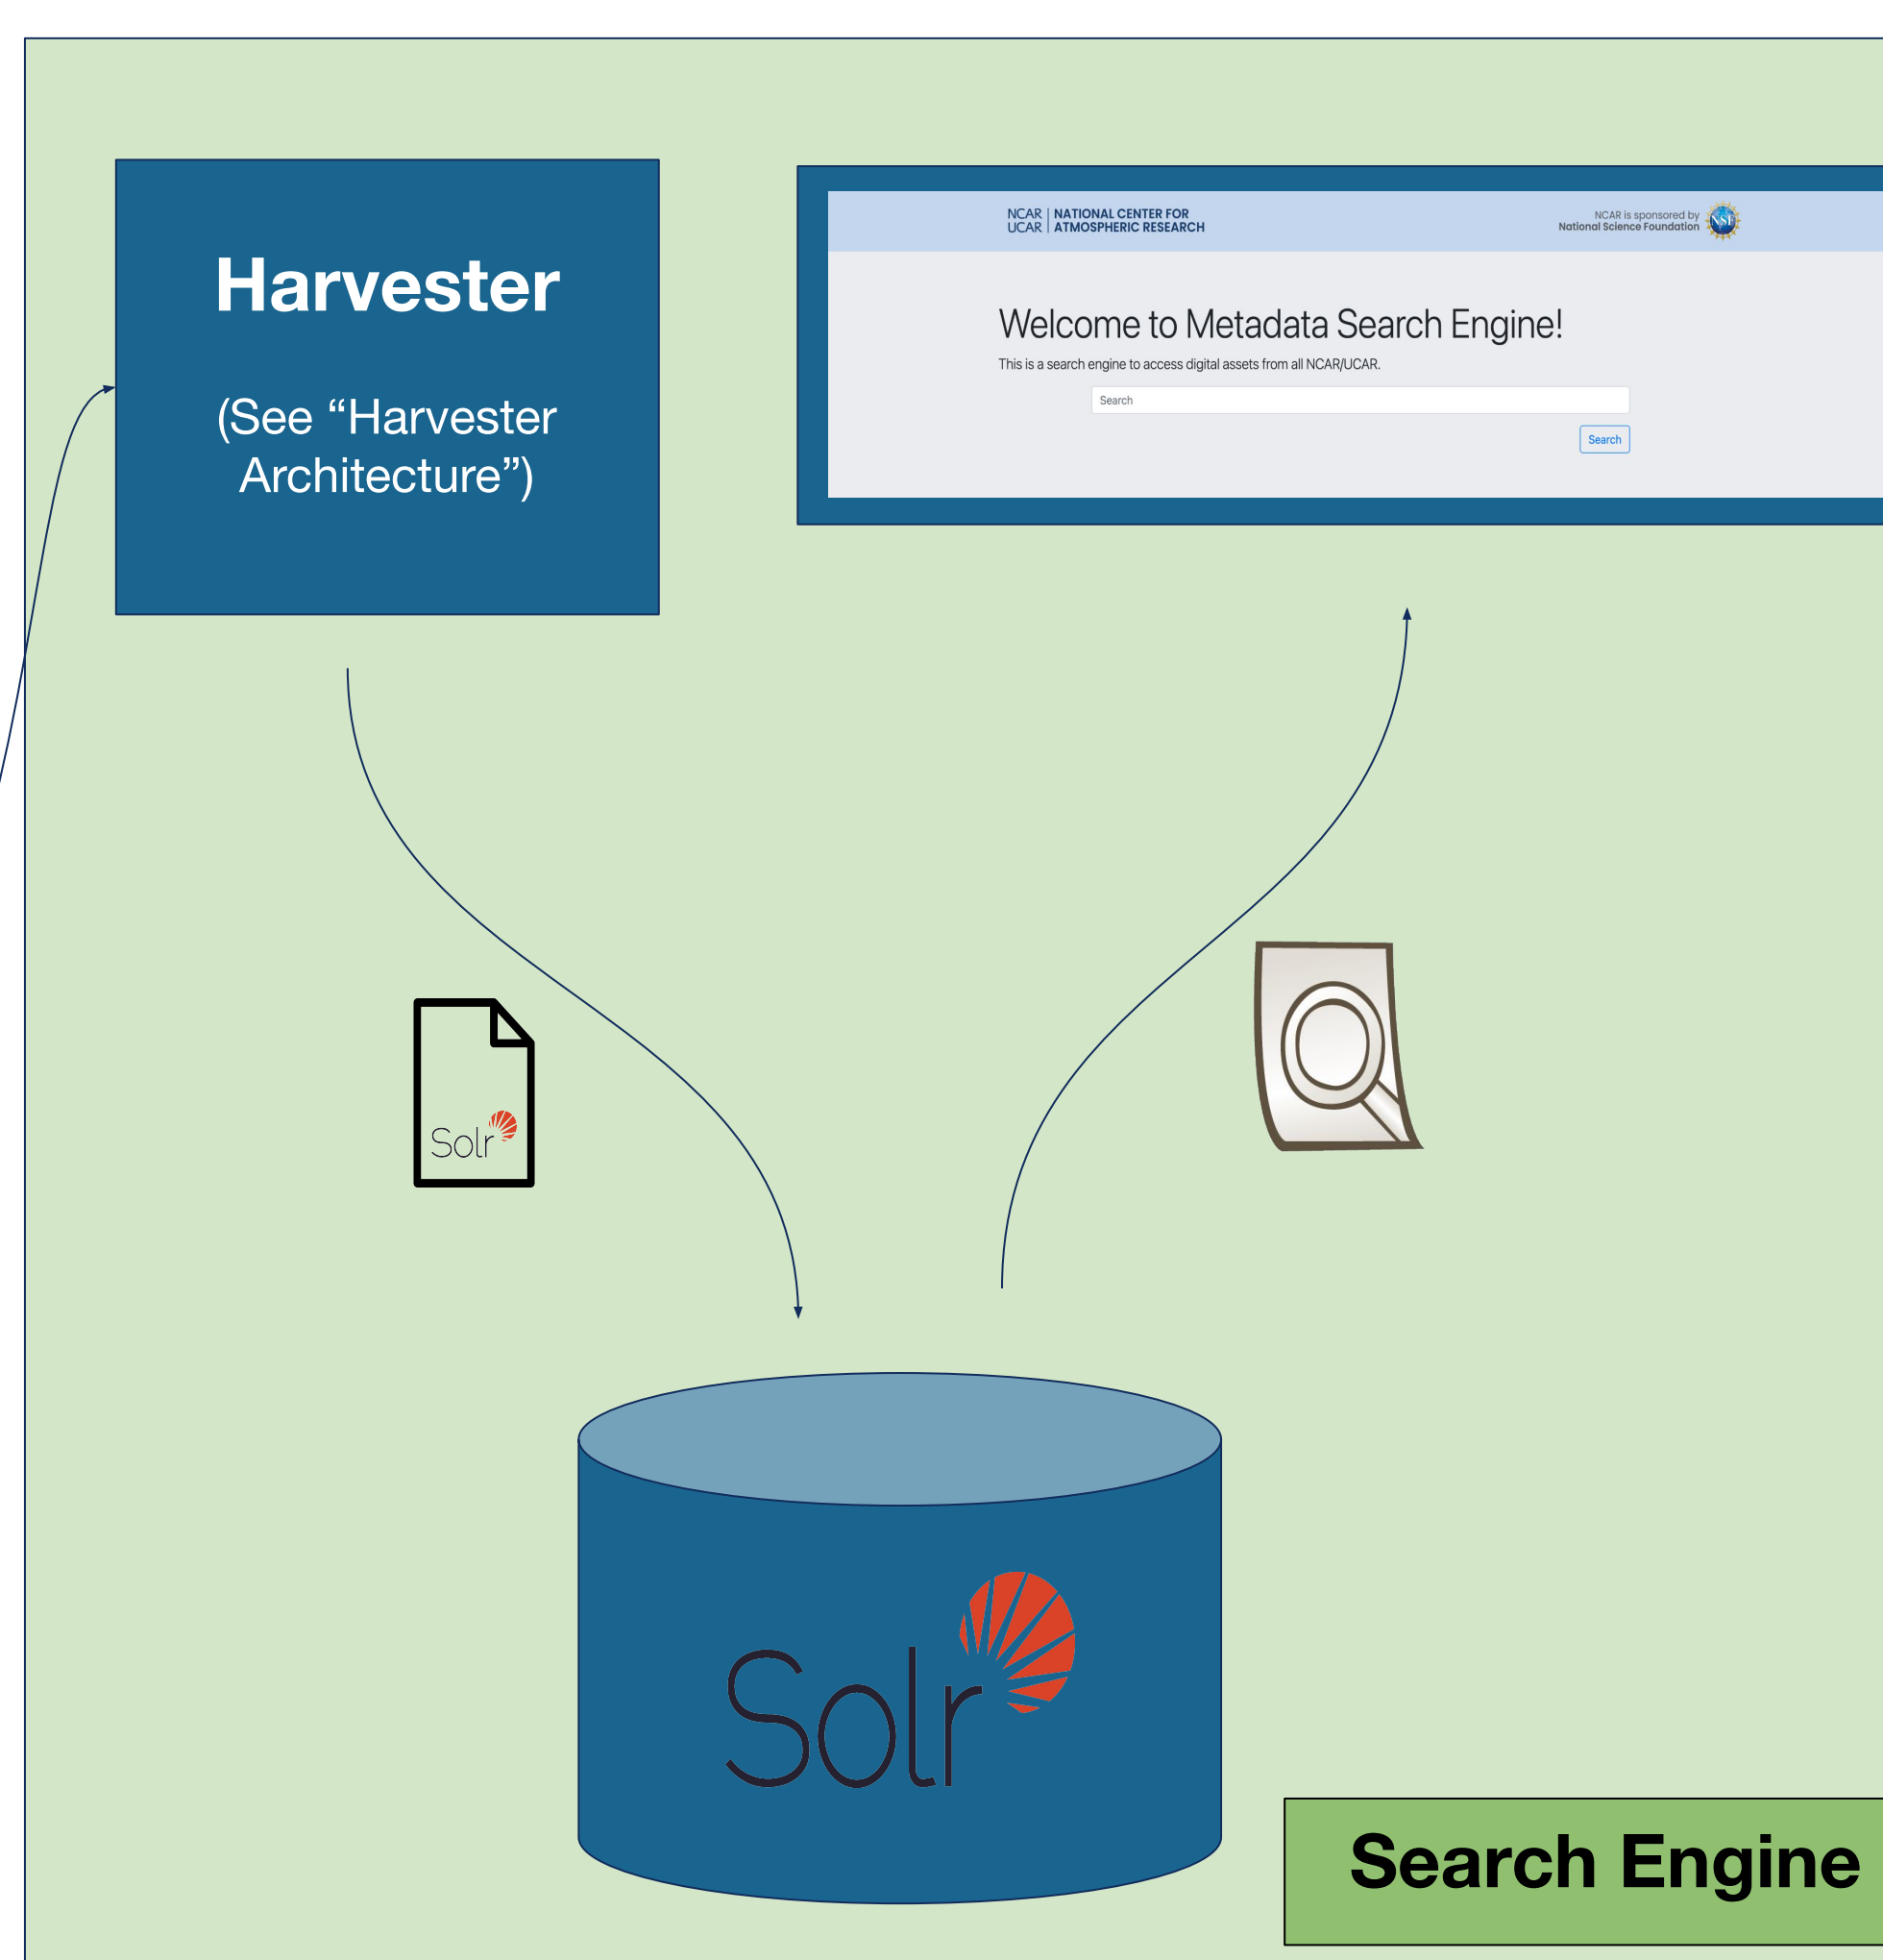 Harvester
(See “Harvester
Architecture”)
NCAR
UCAR
NATIONAL CENTER FOR
ATMOSPHERIC RESEARCH
NCAR is sponsored by
National Science Foundation
NSF
Welcome to Metadata Search Engine!
This is a search engine to access digital assets from all NCAR/UCAR.
Search
Search
Solr
Solr
Search Engine